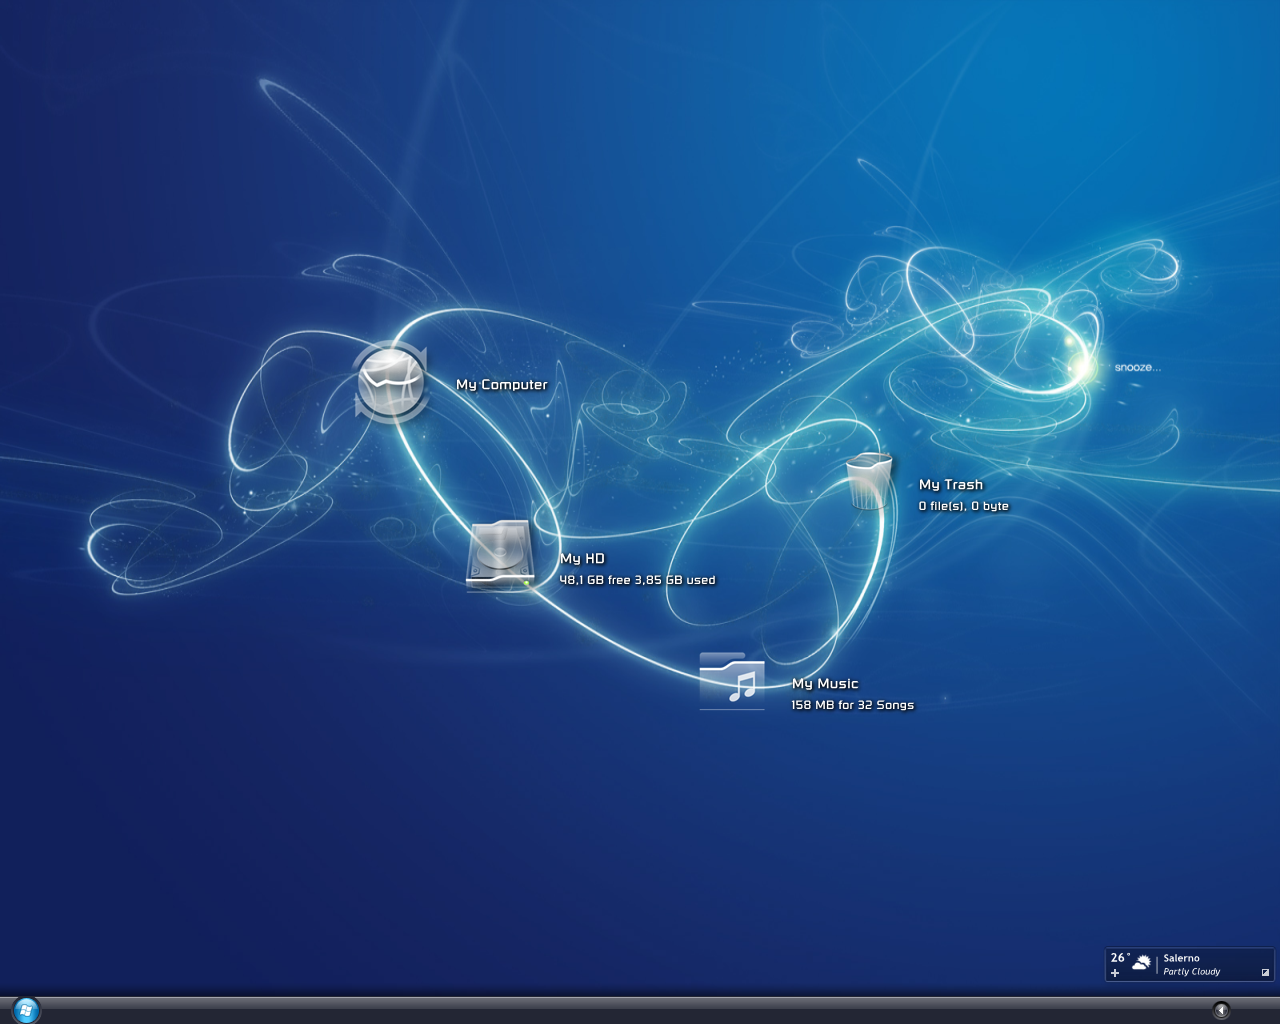 snooze...
My Computer
My Trash
0 file(s), 0 byte
My HD
48,1 GB free 3,85 GB used
My Music
158 MB for 32 Songs
26° Salerno
Partly Cloudy